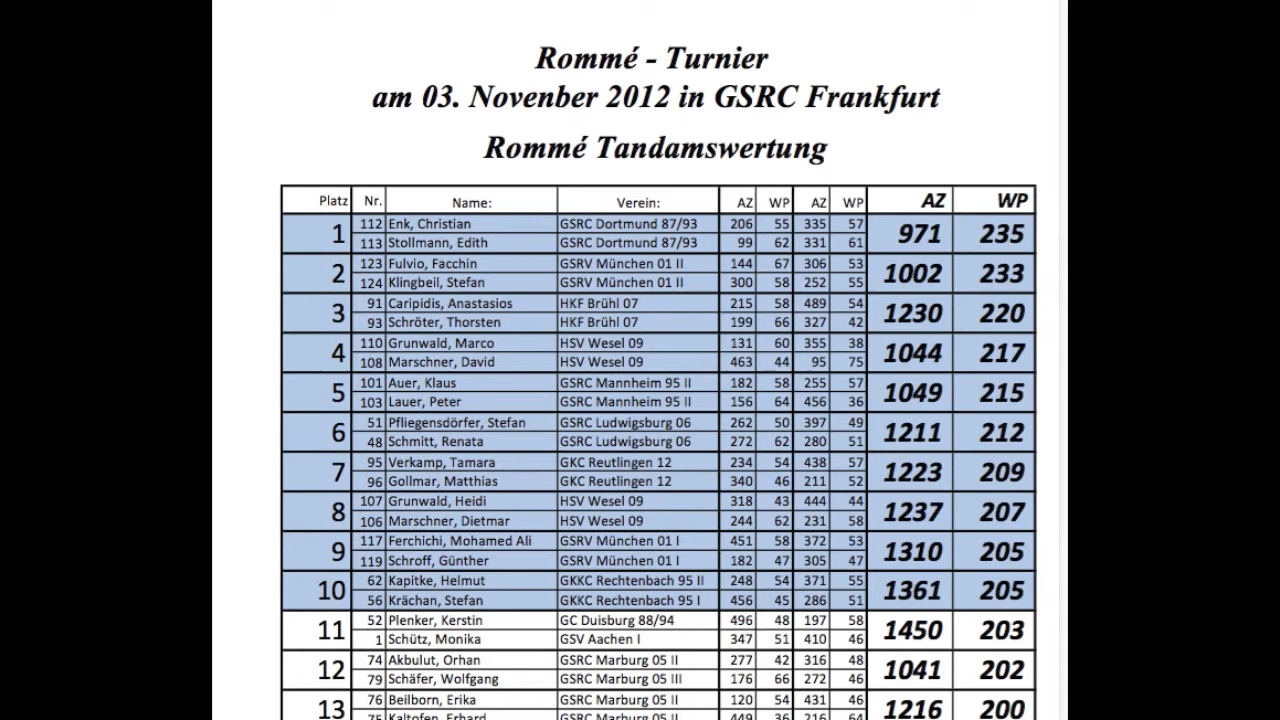 Rommé - Turnier
am 03. Novenber 2012 in GSRC Frankfurt
Rommé Tandamswertung
Platz Nr. Name: Verein: AZ WP AZ WP AZ WP
1 112 Enk, Christian GSRC Dortmund 87/93 206 55 335 57 971 235
113 Stollmann, Edith GSRC Dortmund 87/93 99 62 331 61
2 123 Fulvio, Facchin GSRV München 01 II 144 67 306 53 1002 233
124 Klingbeil, Stefan GSRV München 01 II 300 58 252 55
3 91 Caripidis, Anastasios HKF Brühl 07 215 58 489 54 1230 220
93 Schröter, Thorsten HKF Brühl 07 199 66 327 42
4 110 Grunwald, Marco HSV Wesel 09 131 60 355 38 1044 217
108 Marschner, David HSV Wesel 09 463 44 95 75
5 101 Auer, Klaus GSRC Mannheim 95 II 182 58 255 57 1049 215
103 Lauer, Peter GSRC Mannheim 95 II 156 64 456 36
6 51 Pfliegensdörfer, Stefan GSRC Ludwigsburg 06 262 50 397 49 1211 212
48 Schmitt, Renata GSRC Ludwigsburg 06 272 62 280 51
7 95 Verkamp, Tamara GKC Reutlingen 12 234 54 438 57 1223 209
96 Gollmar, Matthias GKC Reutlingen 12 340 46 211 52
8 107 Grunwald, Heidi HSV Wesel 09 318 43 444 44 1237 207
106 Marschner, Dietmar HSV Wesel 09 244 62 231 58
9 117 Ferchichi, Mohamed Ali GSRV München 01 I 451 58 372 53 1310 205
119 Schroff, Günther GSRV München 01 I 182 47 305 47
10 62 Kapitke, Helmut GKKC Rechtenbach 95 II 248 54 371 55 1361 205
56 Krächan, Stefan GKKC Rechtenbach 95 I 456 45 286 51
11 52 Plenker, Kerstin GC Duisburg 88/94 496 48 197 58 1450 203
1 Schütz, Monika GSV Aachen I 347 51 410 46
12 74 Akbulut, Orhan GSRC Marburg 05 II 277 42 316 48 1041 202
79 Schäfer, Wolfgang GSRC Marburg 05 III 176 66 272 46
13 76 Beilborn, Erika GSRC Marburg 05 II 120 54 431 46 1216 200
75 Kaltofen, Erhard GSRC Marburg 05 II 449 36 216 64